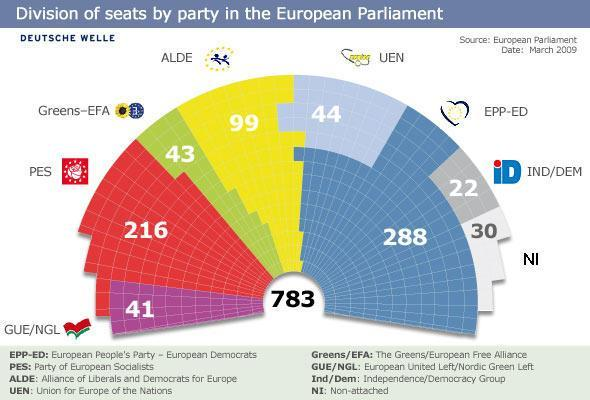 Division of seats by party in the European Parliament
DEUTSCHE WELLE
Source: European Parliament
Date: March 2009
ALDE
UEN
Greens–EFA
EPP-ED
PES
iD IND/DEM
99
44
43
22
216
288
30
NI
41
783
GUE/NGL
EPP-ED: European People's Party – European Democrats
PES: Party of European Socialists
ALDE: Alliance of Liberals and Democrats for Europe
UEN: Union for Europe of the Nations
Greens/EFA: The Greens/European Free Alliance
GUE/NGL: European United Left/Nordic Green Left
Ind/Dem: Independence/Democracy Group
NI: Non-attached